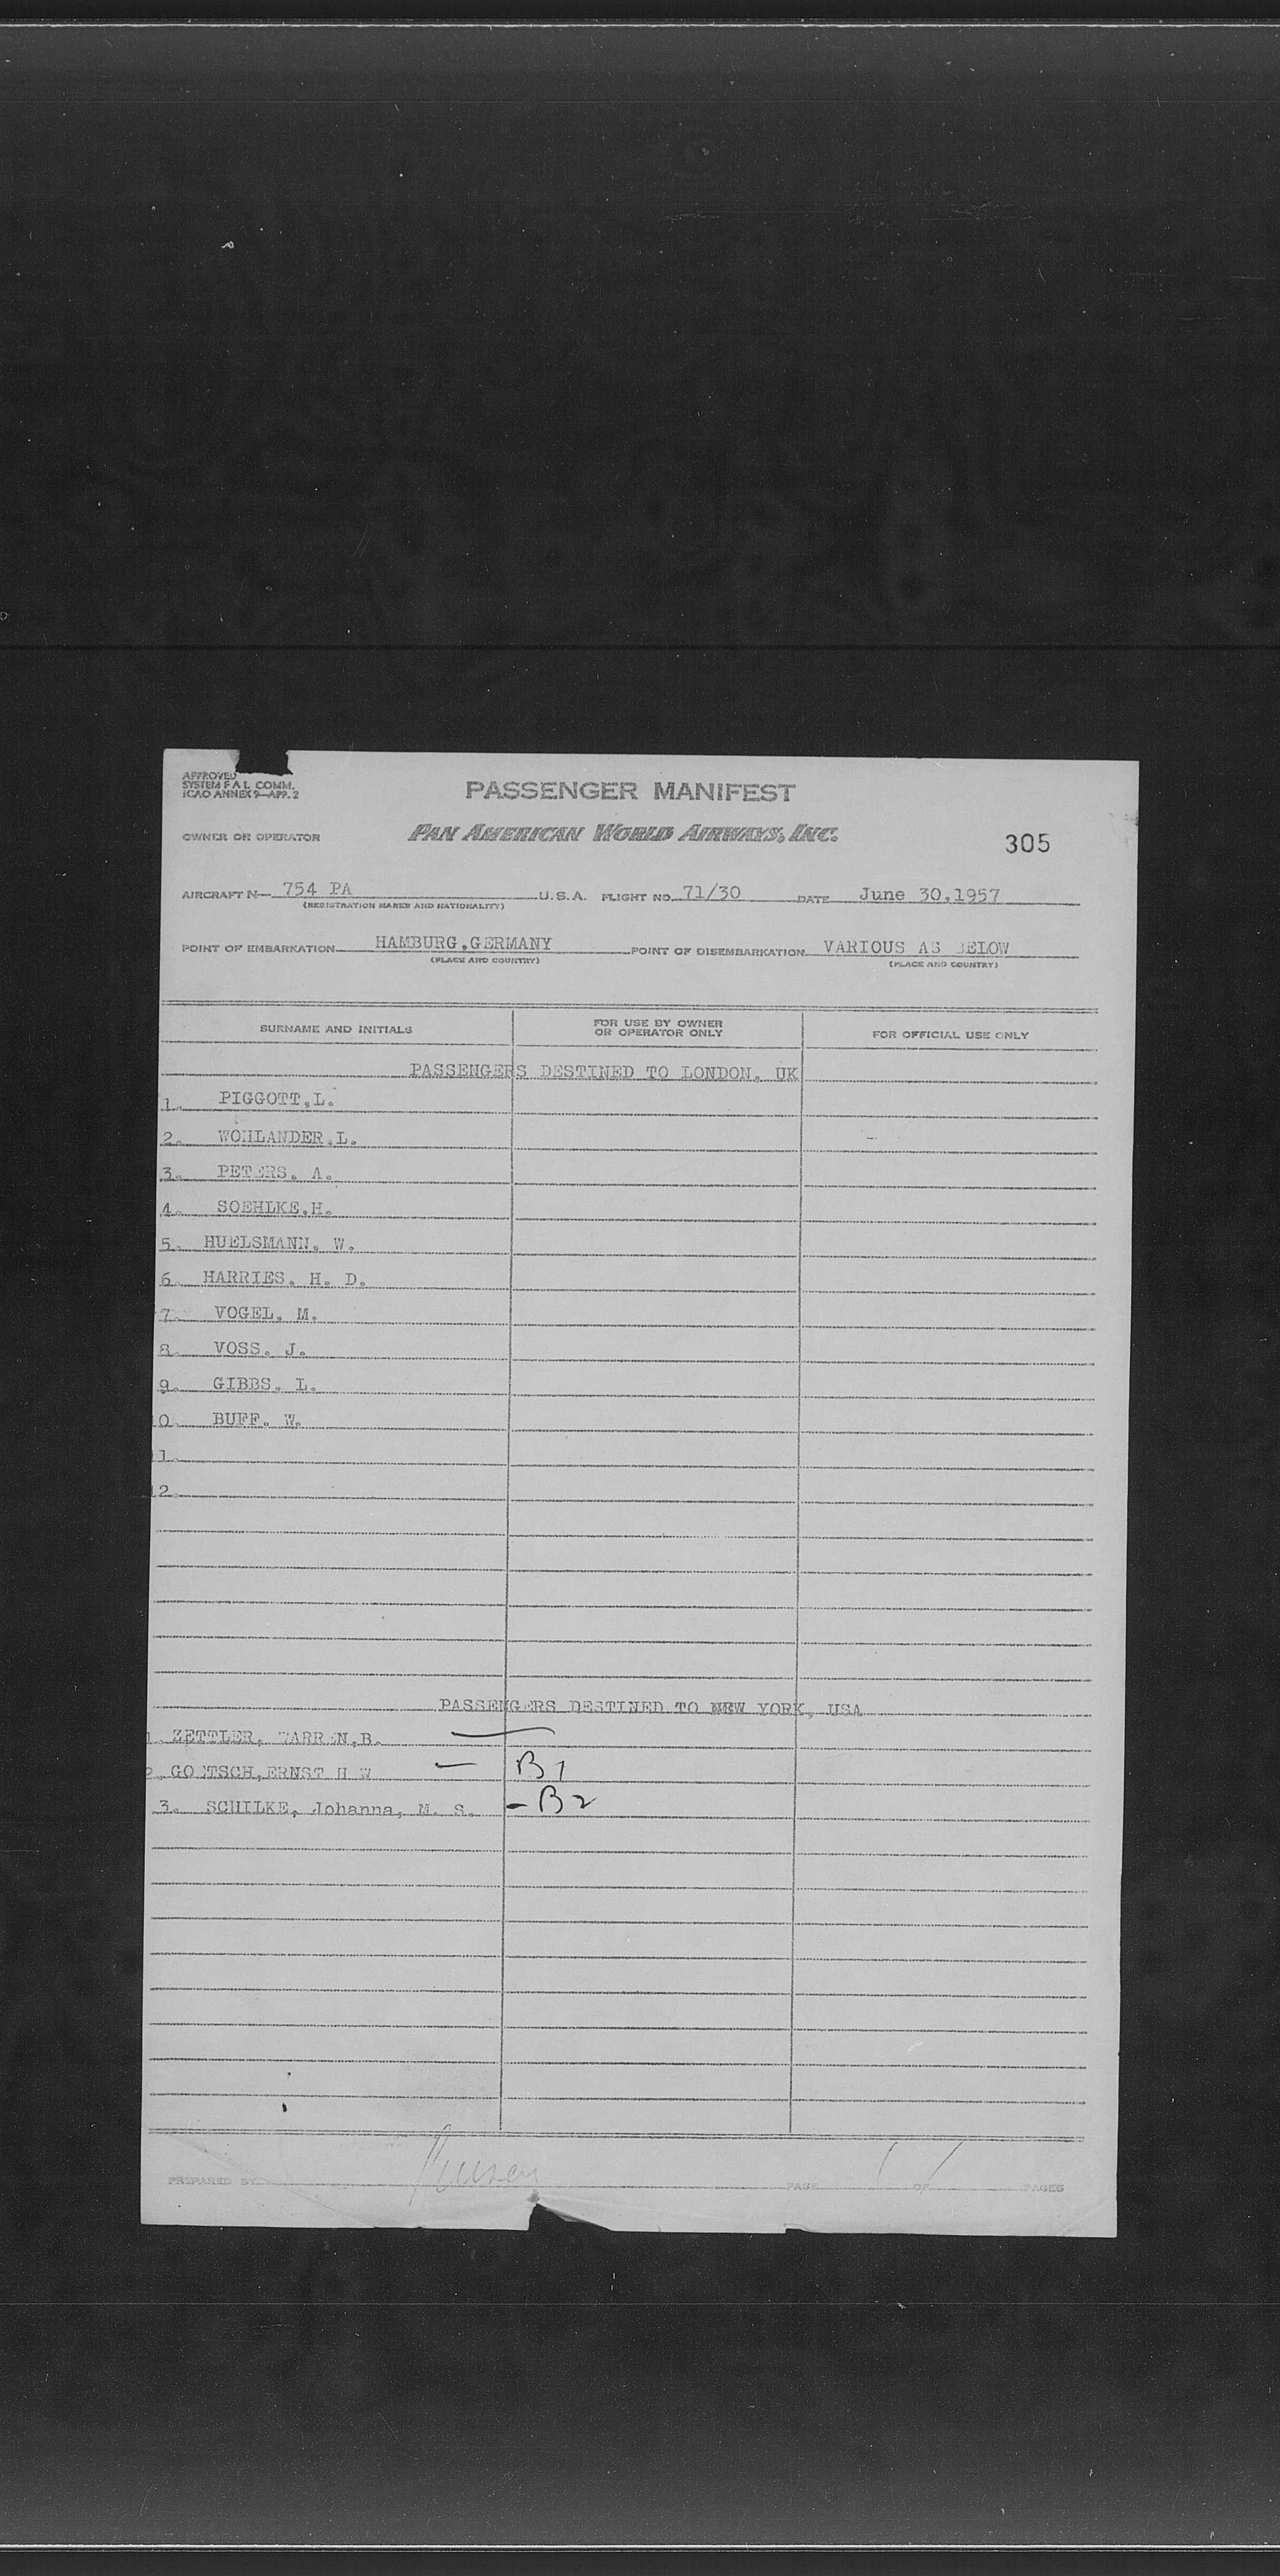 APPROVED
SYSTEM F A L COMM.
ICAO ANNEX 9—APP. 2
PASSENGER MANIFEST
OWNER OR OPERATOR PAN AMERICAN WORLD AIRWAYS, INC.
305
AIRCRAFT N— 754 PA U.S.A. FLIGHT NO. 71/30 DATE June 30,1957
(REGISTRATION MARKS AND NATIONALITY)
POINT OF EMBARKATION HAMBURG,GERMANY POINT OF DISEMBARKATION VARIOUS AS BELOW
(PLACE AND COUNTRY) (PLACE AND COUNTRY)
SURNAME AND INITIALS FOR USE BY OWNER OR OPERATOR ONLY FOR OFFICIAL USE ONLY
PASSENGERS DESTINED TO LONDON, UK
1. PIGGOTT,L.
2. WOHLANDER,L.
3. PETERS, A.
4. SOEHLKE,H.
5. HUELSMANN, W.
6. HARRIES, H. D.
7. VOGEL, M.
8. VOSS, J.
9. GIBBS, L.
0. BUFF, W.
11.
12.
PASSENGERS DESTINED TO NEW YORK, USA
1. ZETTLER, WARREN,B.
2. GOETSCH,ERNST H W — B1
3. SCHILKE, Johanna, M. S. - B2
PREPARED BY PAGE 1 OF 1 PAGES